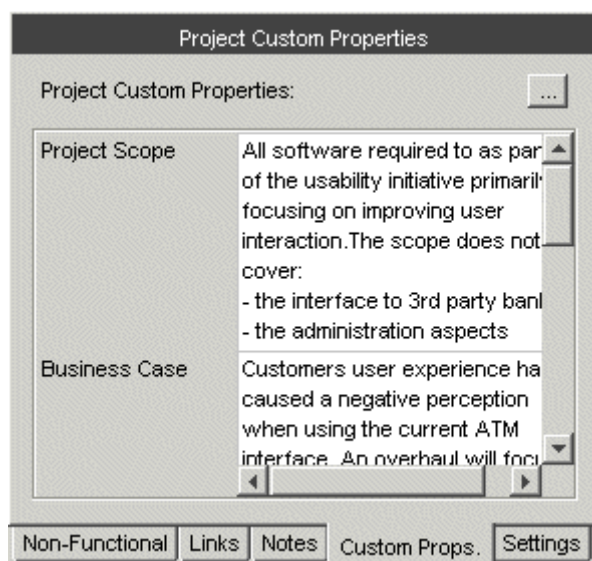 Project Custom Properties
Project Custom Properties:
...
Project Scope
All software required to as par
of the usability initiative primaril
focusing on improving user
interaction.The scope does not
cover:
- the interface to 3rd party banl
- the administration aspects
Business Case
Customers user experience ha
caused a negative perception
when using the current ATM
interface. An overhaul will focu
Non-Functional
Links
Notes
Custom Props.
Settings